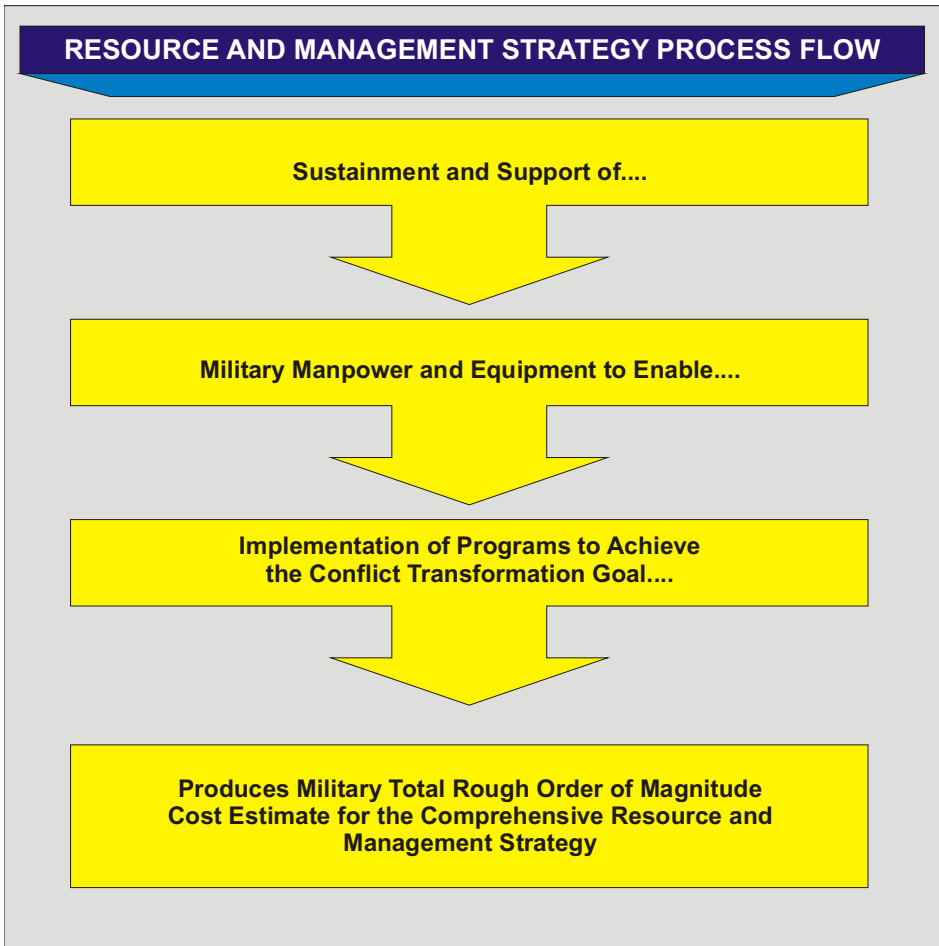 RESOURCE AND MANAGEMENT STRATEGY PROCESS FLOW
Sustainment and Support of....
Military Manpower and Equipment to Enable....
Implementation of Programs to Achieve
the Conflict Transformation Goal....
Produces Military Total Rough Order of Magnitude
Cost Estimate for the Comprehensive Resource and
Management Strategy